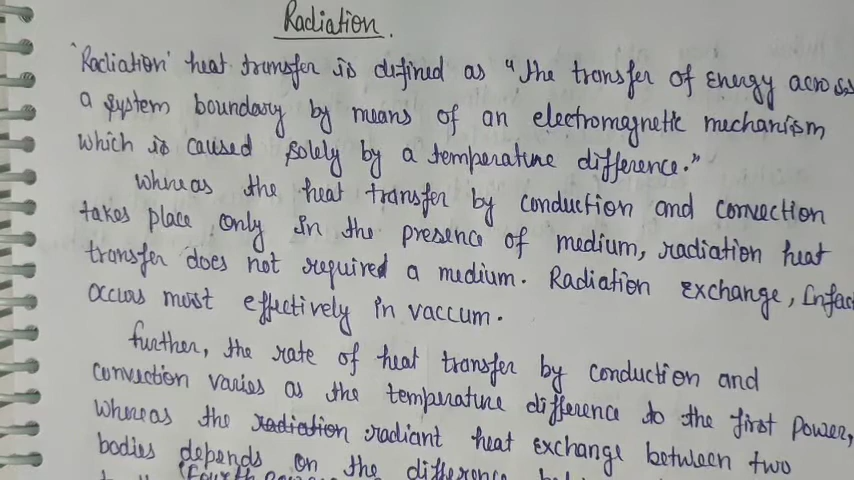 Radiation.
'Radiation' heat transfer is defined as "the transfer of energy across
a system boundary by means of an electromagnetic mechanism
which is caused solely by a temperature difference."
Whereas the heat transfer by conduction and convection
takes place only in the presence of medium, radiation heat
transfer does not required a medium. Radiation exchange, Infac
occurs most effectively in vaccum.
further, the rate of heat transfer by conduction and
convection varies as the temperature difference to the first power,
whereas the radiation radiant heat exchange between two
bodies depends on the difference